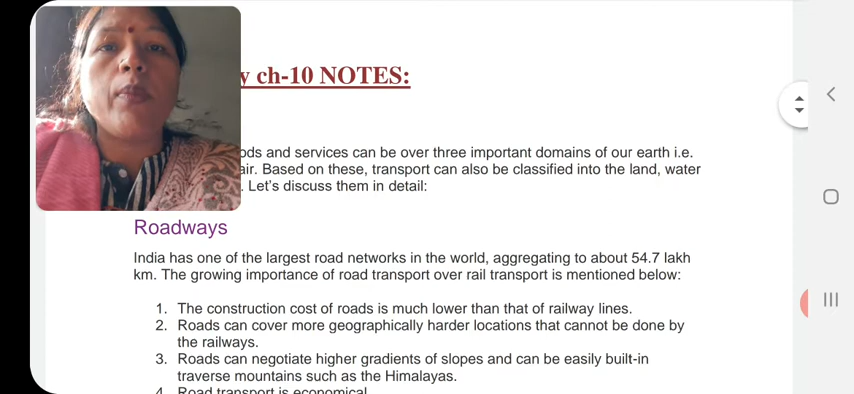 y ch-10 NOTES:
ods and services can be over three important domains of our earth i.e.
air. Based on these, transport can also be classified into the land, water
. Let’s discuss them in detail:
Roadways
India has one of the largest road networks in the world, aggregating to about 54.7 lakh
km. The growing importance of road transport over rail transport is mentioned below:
1. The construction cost of roads is much lower than that of railway lines.
2. Roads can cover more geographically harder locations that cannot be done by
the railways.
3. Roads can negotiate higher gradients of slopes and can be easily built-in
traverse mountains such as the Himalayas.
4. Road transport is economical